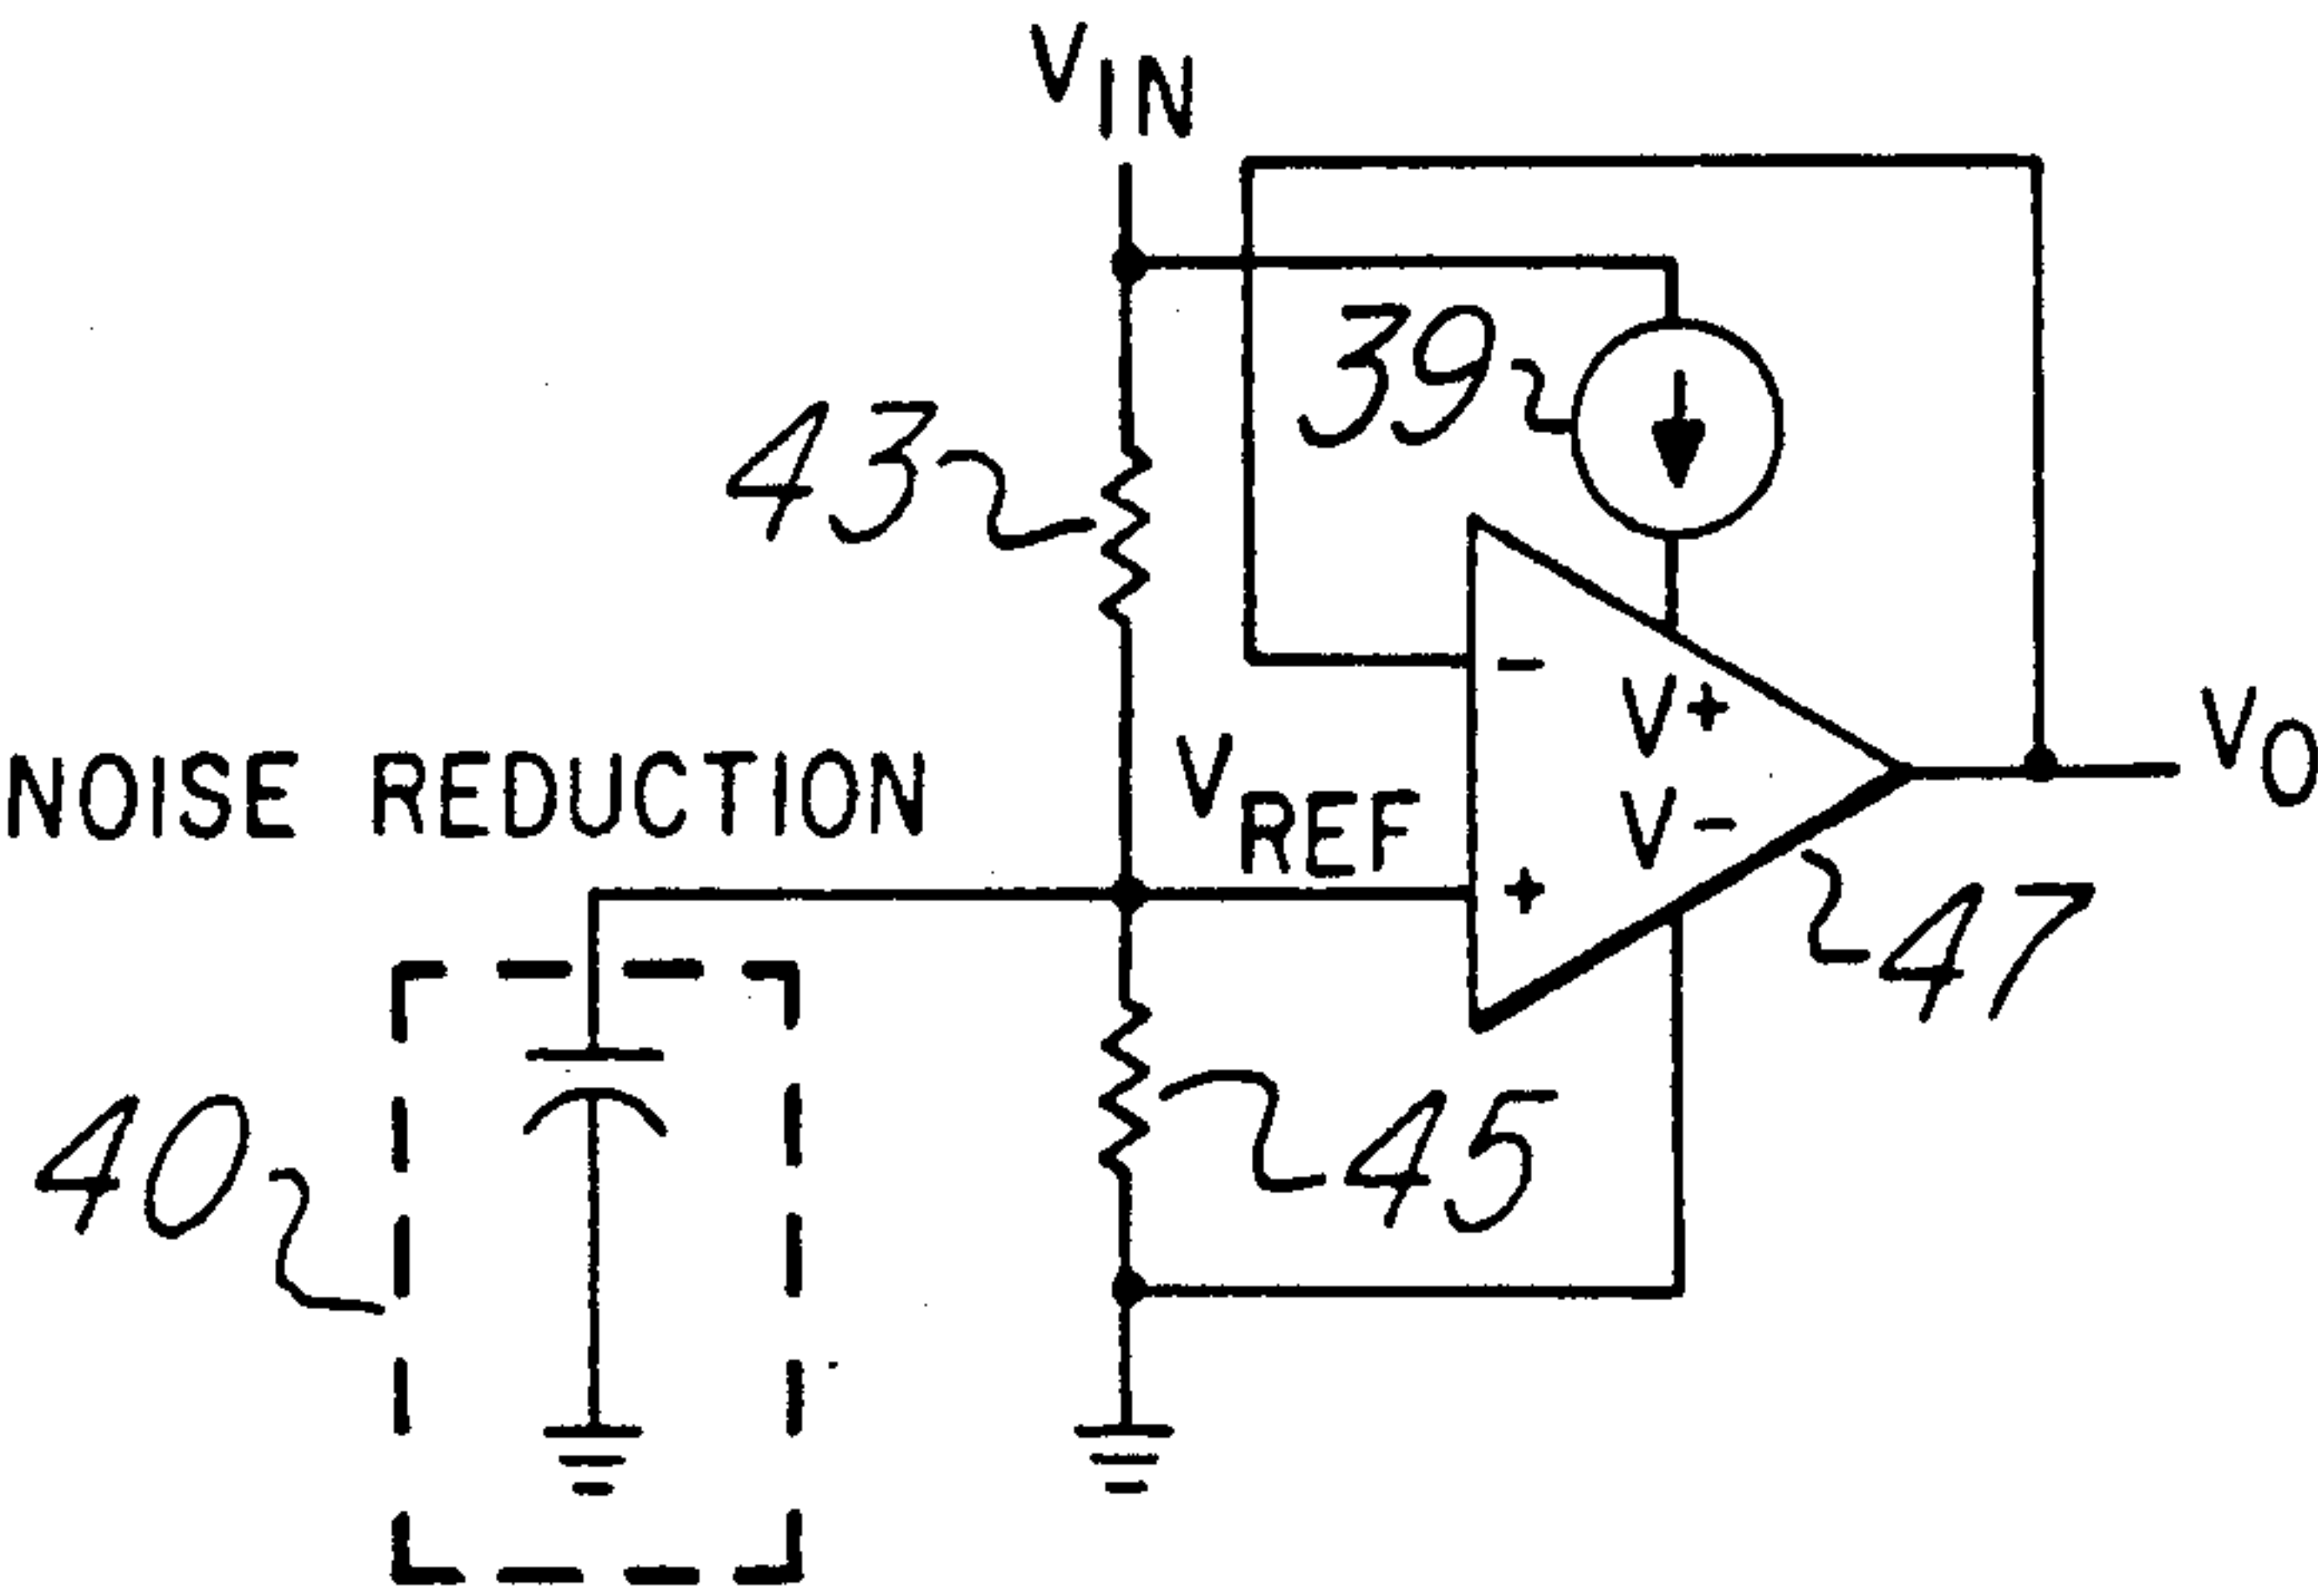 VIN
39
43
V+
VO
NOISE REDUCTION
VREF
V-
-
+
47
40
45